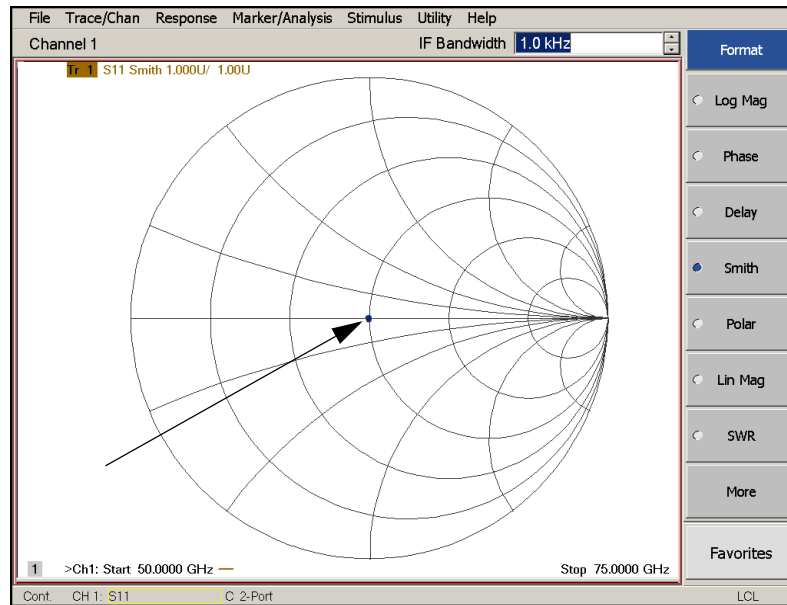 File Trace/Chan Response Marker/Analysis Stimulus Utility Help
Channel 1 IF Bandwidth 1.0 kHz
Tr 1 S11 Smith 1.000U/ 1.00U
Format
Log Mag
Phase
Delay
Smith
Polar
Lin Mag
SWR
More
Favorites
1 >Ch1: Start 50.0000 GHz Stop 75.0000 GHz
Cont. CH 1: S11 C 2-Port LCL